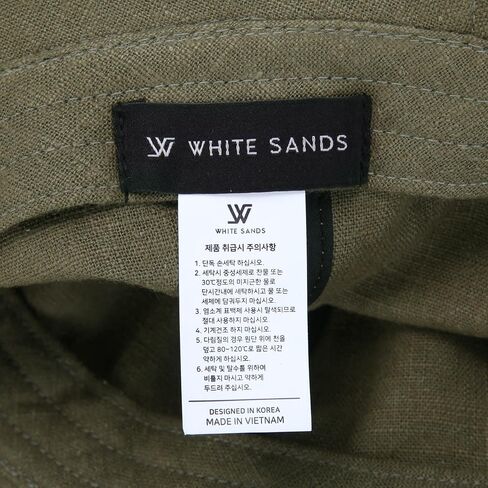 WHITE SANDS
WHITE SANDS
제품 취급시 주의사항
1. 단독 손세탁 하십시오.
2. 세탁시 중성세제로 찬물 또는
30℃정도의 미지근한 물로
단시간내에 세탁하시고 물 또는
세제에 담궈두지 마십시오.
3. 염소계 표백제 사용시 탈색되므로
절대 사용하지 마십시오
4. 기계건조 하지 마십시오
5. 다림질의 경우 원단 위에 천을
덮고 80~120℃로 짧은 시간
약하게 하십시오.
6. 세탁 및 탈수를 위하여
비틀지 마시고 약하게
두드려 주십시오.
DESIGNED IN KOREA
MADE IN VIETNAM